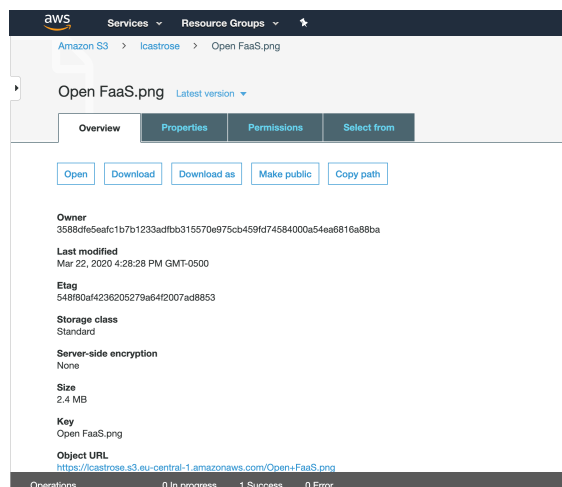 aws Services Resource Groups
Amazon S3 > lcastrose > Open FaaS.png
Open FaaS.png Latest version
Overview Properties Permissions Select from
Open Download Download as Make public Copy path
Owner
3588dfe5eafc1b7b1233adfbb315570e975cb459fd74584000a54ea6816a88ba
Last modified
Mar 22, 2020 4:28:28 PM GMT-0500
Etag
548f80af4236205279a64f2007ad8853
Storage class
Standard
Server-side encryption
None
Size
2.4 MB
Key
Open FaaS.png
Object URL
https://lcastrose.s3.eu-central-1.amazonaws.com/Open+FaaS.png
Operations 0 In progress 1 Success 0 Error